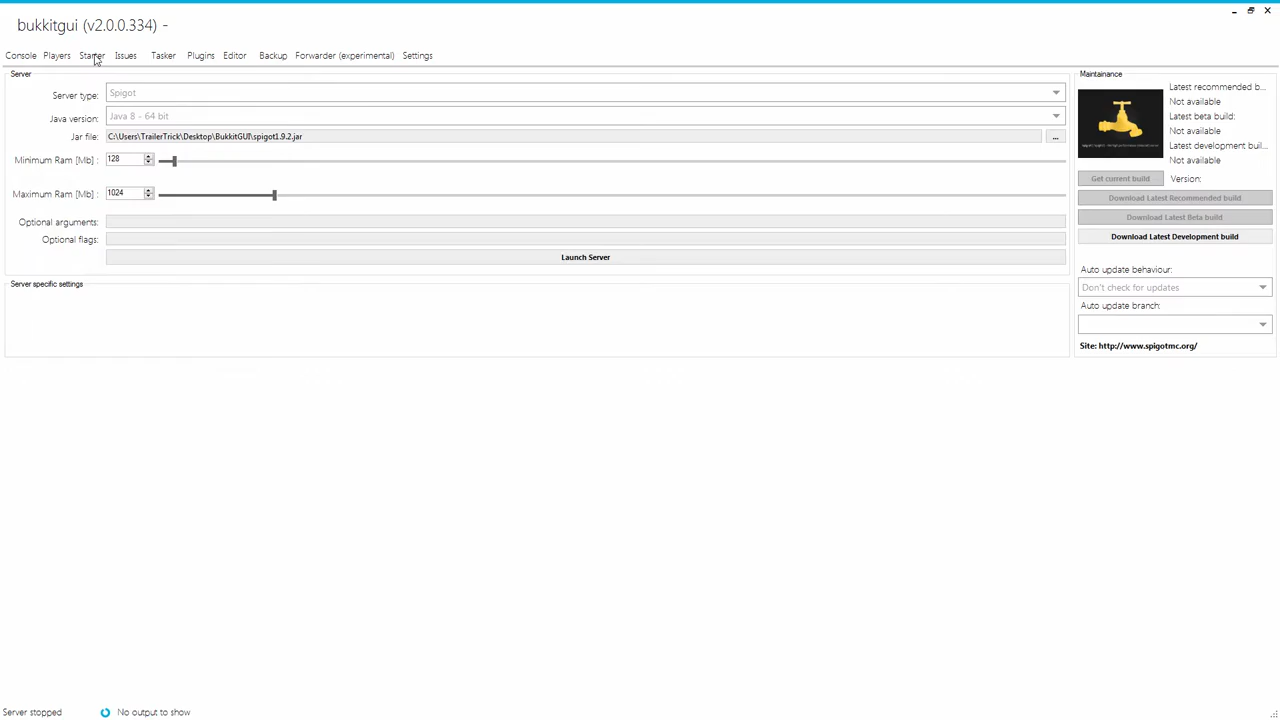 bukkitgui (v2.0.0.334) -
Console Players Starter Issues Tasker Plugins Editor Backup Forwarder (experimental) Settings
Server
Server type: Spigot
Java version: Java 8 - 64 bit
Jar file: C:\Users\TrailerTrick\Desktop\BukkitGUI\spigot1.9.2.jar ...
Minimum Ram [Mb] : 128
Maximum Ram [Mb] : 1024
Optional arguments:
Optional flags:
Launch Server
Server specific settings
Maintainance
Latest recommended b...
Not available
Latest beta build:
Not available
Latest development buil...
Not available
Get current build Version:
Download Latest Recommended build
Download Latest Beta build
Download Latest Development build
Auto update behaviour:
Don't check for updates
Auto update branch:
Site: http://www.spigotmc.org/
Server stopped No output to show